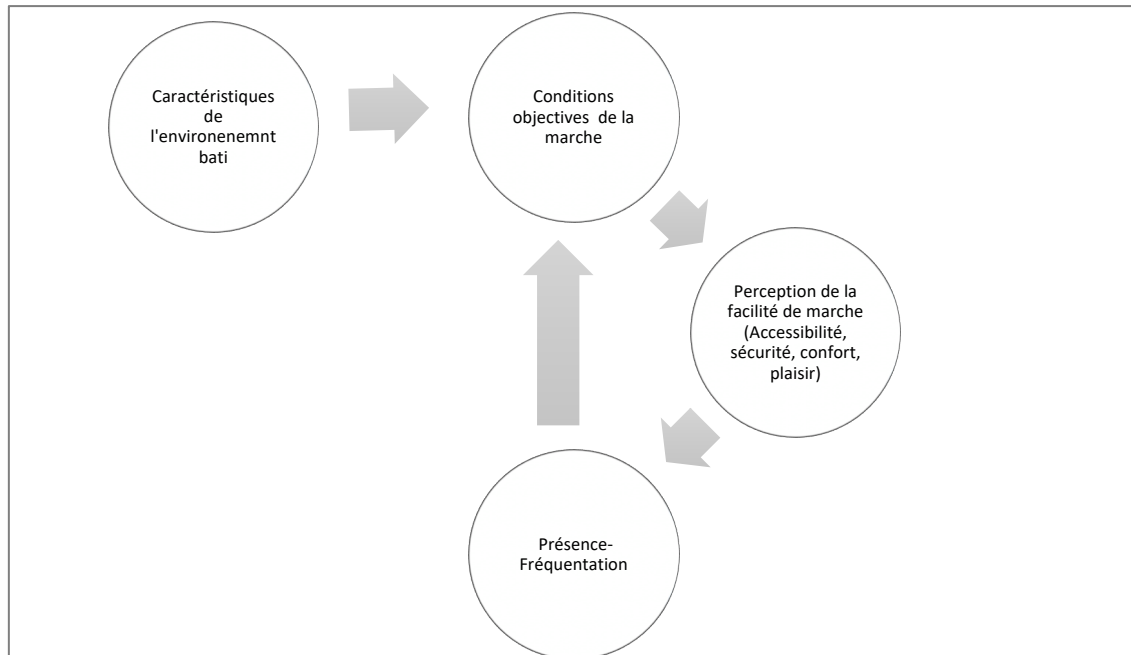 Caractéristiques
de
l'environenemnt
bati
Conditions
objectives  de la
marche
Perception de la
facilité de marche
(Accessibilité,
sécurité, confort,
plaisir)
Présence-
Fréquentation